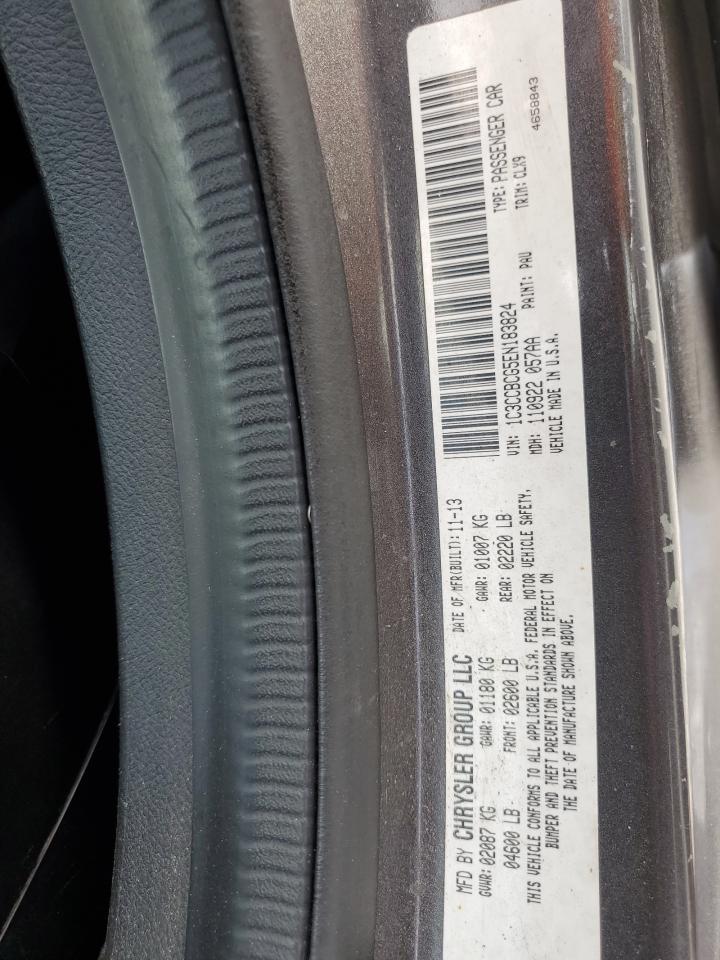 MFD BY CHRYSLER GROUP LLC DATE OF MFR(BUILT): 11-13
GVWR: 02087 KG GAWR: 01180 KG GAWR: 01007 KG
04600 LB FRONT: 02600 LB REAR: 02220 LB
THIS VEHICLE CONFORMS TO ALL APPLICABLE U.S.A. FEDERAL MOTOR VEHICLE SAFETY,
BUMPER AND THEFT PREVENTION STANDARDS IN EFFECT ON
THE DATE OF MANUFACTURE SHOWN ABOVE.
VIN: 1C3CCBCG5EN183824 TYPE: PASSENGER CAR
MDH: 110922 057AA PAINT: PAU TRIM: CLX9
VEHICLE MADE IN U.S.A. 4658843